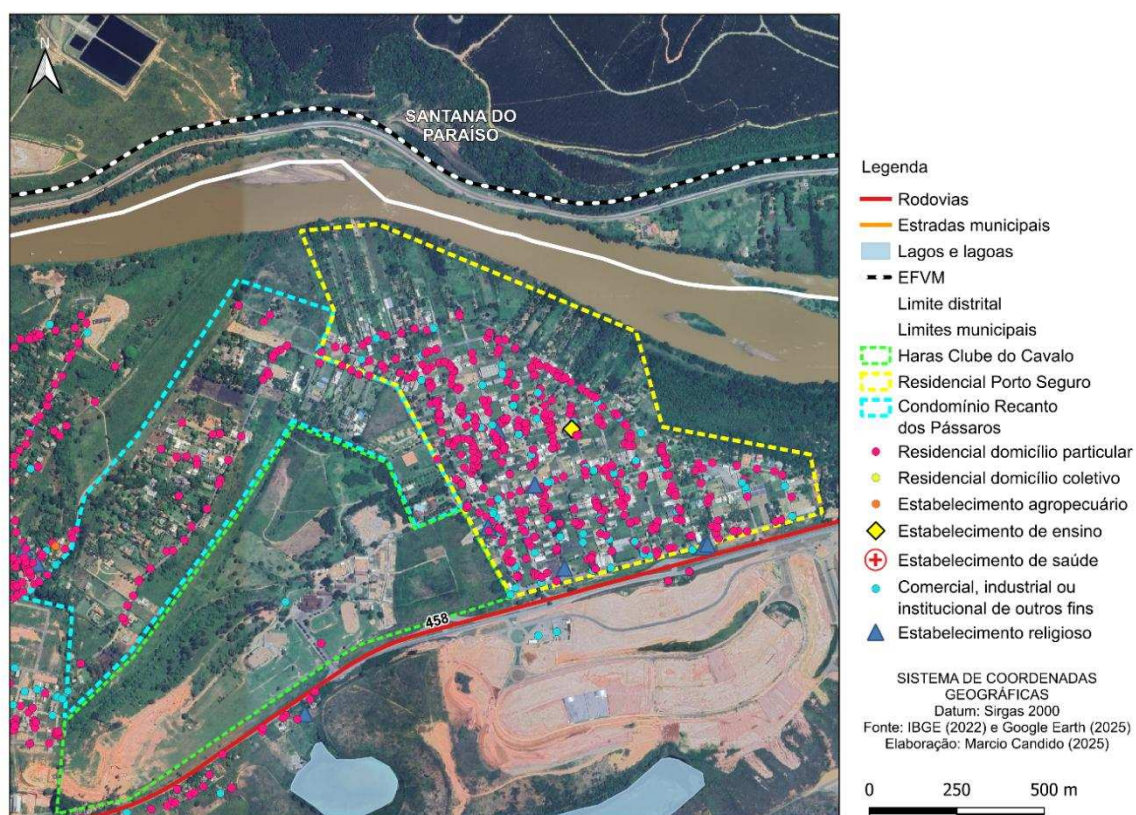 N
SANTANA DO
PARAÍSO
458
Legenda
Rodovias
Estradas municipais
Lagos e lagoas
EFVM
Limite distrital
Limites municipais
Haras Clube do Cavalo
Residencial Porto Seguro
Condomínio Recanto
dos Pássaros
Residencial domicílio particular
Residencial domicílio coletivo
Estabelecimento agropecuário
Estabelecimento de ensino
Estabelecimento de saúde
Comercial, industrial ou
institucional de outros fins
Estabelecimento religioso
SISTEMA DE COORDENADAS
GEOGRÁFICAS
Datum: Sirgas 2000
Fonte: IBGE (2022) e Google Earth (2025)
Elaboração: Marcio Candido (2025)
0 250 500 m